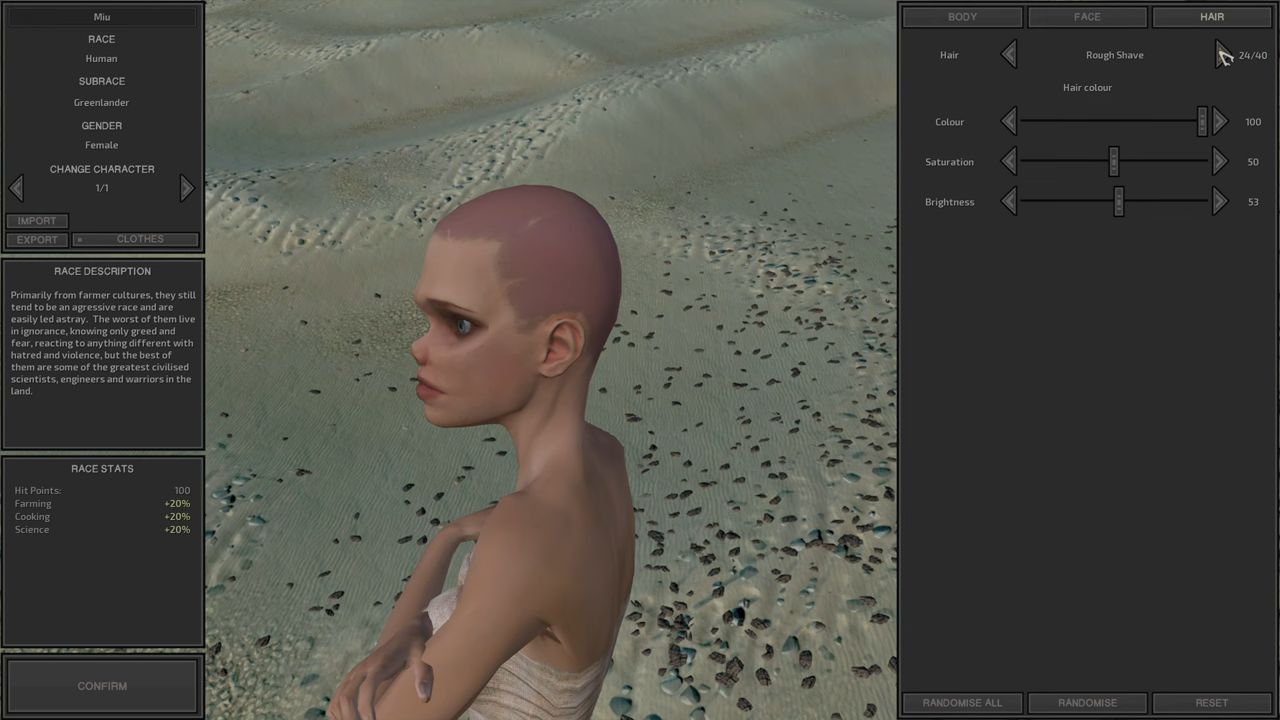 Miu
RACE
Human
SUBRACE
Greenlander
GENDER
Female
CHANGE CHARACTER
1/1
IMPORT
EXPORT
CLOTHES
RACE DESCRIPTION
Primarily from farmer cultures, they still
tend to be an agressive race and are
easily led astray. The worst of them live
in ignorance, knowing only greed and
fear, reacting to anything different with
hatred and violence, but the best of
them are some of the greatest civilised
scientists, engineers and warriors in the
land.
RACE STATS
Hit Points: 100
Farming +20%
Cooking +20%
Science +20%
CONFIRM
BODY FACE HAIR
Hair Rough Shave 24/40
Hair colour
Colour 100
Saturation 50
Brightness 53
RANDOMISE ALL RANDOMISE RESET